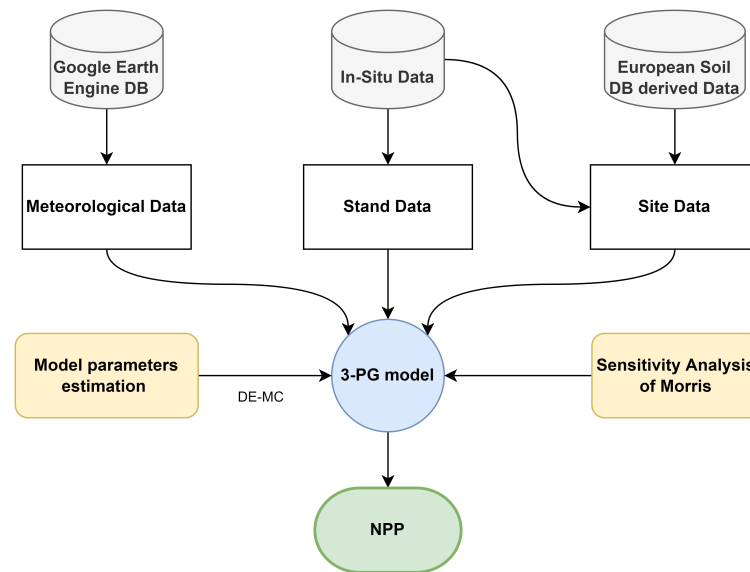 Google Earth
Engine DB
In-Situ Data
European Soil
DB derived Data
Meteorological Data
Stand Data
Site Data
Model parameters
estimation
DE-MC
3-PG model
Sensitivity Analysis
of Morris
NPP